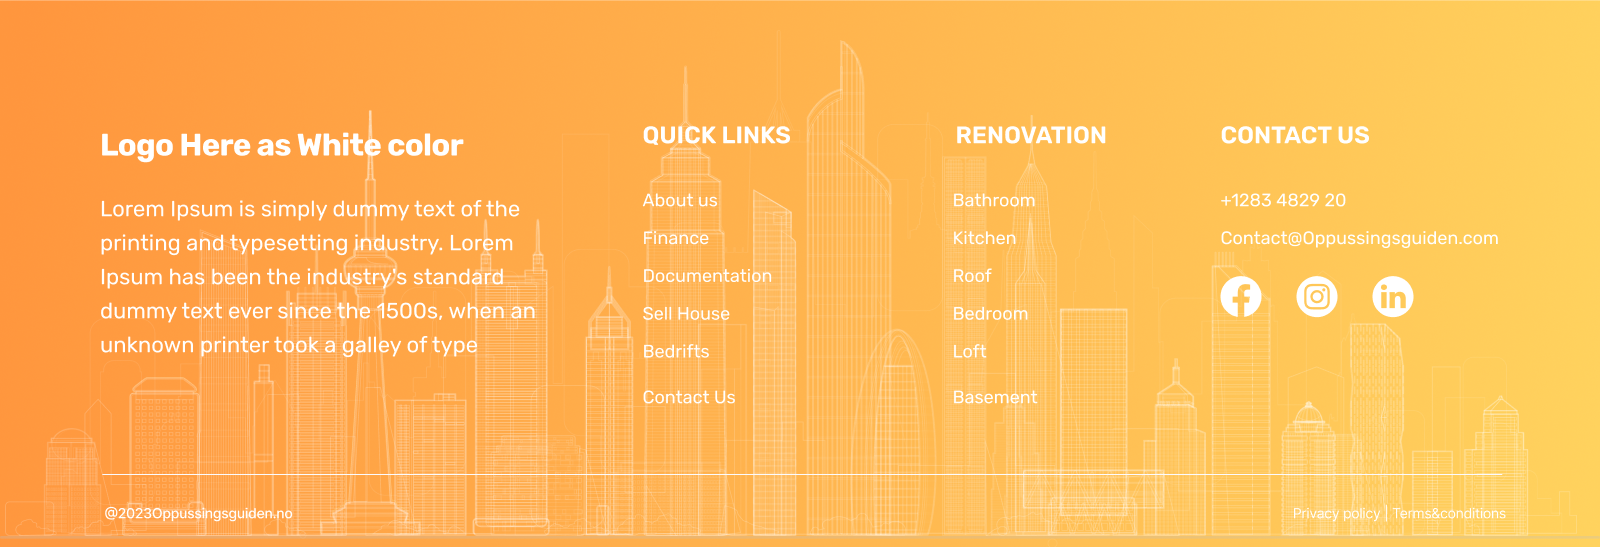 Logo Here as White color
Lorem Ipsum is simply dummy text of the
printing and typesetting industry. Lorem
Ipsum has been the industry's standard
dummy text ever since the 1500s, when an
unknown printer took a galley of type
QUICK LINKS
About us
Finance
Documentation
Sell House
Bedrifts
Contact Us
RENOVATION
Bathroom
Kitchen
Roof
Bedroom
Loft
Basement
CONTACT US
+1283 4829 20
Contact@Oppussingsguiden.com
@2023Oppussingsguiden.no
Privacy policy | Terms&conditions